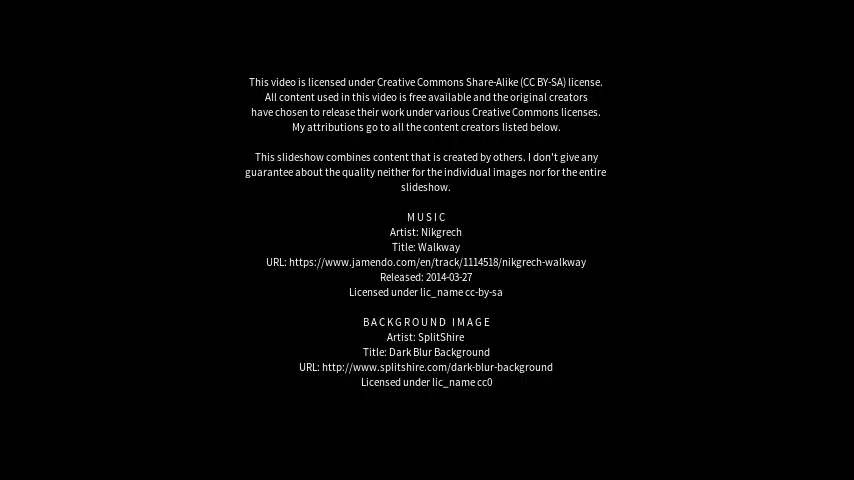 This video is licensed under Creative Commons Share-Alike (CC BY-SA) license.
All content used in this video is free available and the original creators
have chosen to release their work under various Creative Commons licenses.
My attributions go to all the content creators listed below.
This slideshow combines content that is created by others. I don't give any
guarantee about the quality neither for the individual images nor for the entire
slideshow.
M U S I C
Artist: Nikgrech
Title: Walkway
URL: https://www.jamendo.com/en/track/1114518/nikgrech-walkway
Released: 2014-03-27
Licensed under lic_name cc-by-sa
B A C K G R O U N D  I M A G E
Artist: SplitShire
Title: Dark Blur Background
URL: http://www.splitshire.com/dark-blur-background
Licensed under lic_name cc0